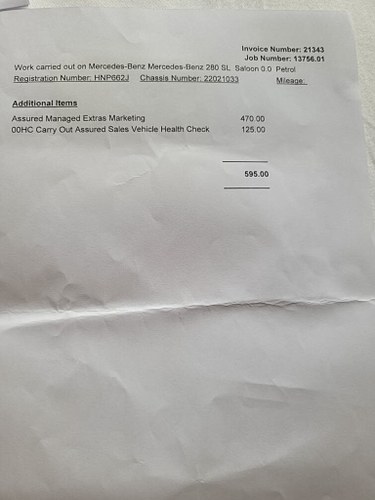 Invoice Number: 21343
Job Number: 13756.01
Work carried out on Mercedes-Benz Mercedes-Benz 280 SL Saloon 0.0 Petrol
Registration Number: HNP662J Chassis Number: 22021033 Mileage:
Additional Items
Assured Managed Extras Marketing 470.00
00HC Carry Out Assured Sales Vehicle Health Check 125.00
595.00